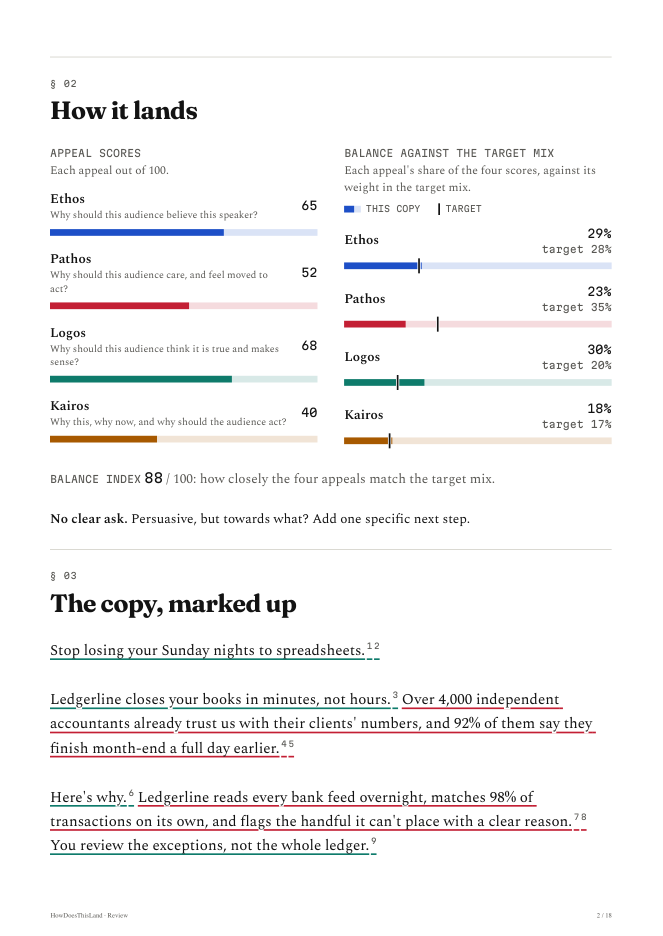 § 02
How it lands
APPEAL SCORES
Each appeal out of 100.
Ethos
Why should this audience believe this speaker?
65
Pathos
Why should this audience care, and feel moved to
act?
52
Logos
Why should this audience think it is true and makes
sense?
68
Kairos
Why this, why now, and why should the audience act?
40
BALANCE AGAINST THE TARGET MIX
Each appeal's share of the four scores, against its
weight in the target mix.
THIS COPY TARGET
Ethos
29%
target 28%
Pathos
23%
target 35%
Logos
30%
target 20%
Kairos
18%
target 17%
BALANCE INDEX 88 / 100: how closely the four appeals match the target mix.
No clear ask. Persuasive, but towards what? Add one specific next step.
§ 03
The copy, marked up
Stop losing your Sunday nights to spreadsheets. 1 2
Ledgerline closes your books in minutes, not hours. 3 Over 4,000 independent
accountants already trust us with their clients' numbers, and 92% of them say they
finish month-end a full day earlier. 4 5
Here's why. 6 Ledgerline reads every bank feed overnight, matches 98% of
transactions on its own, and flags the handful it can't place with a clear reason. 7 8
You review the exceptions, not the whole ledger. 9
HowDoesThisLand · Review
2 / 18